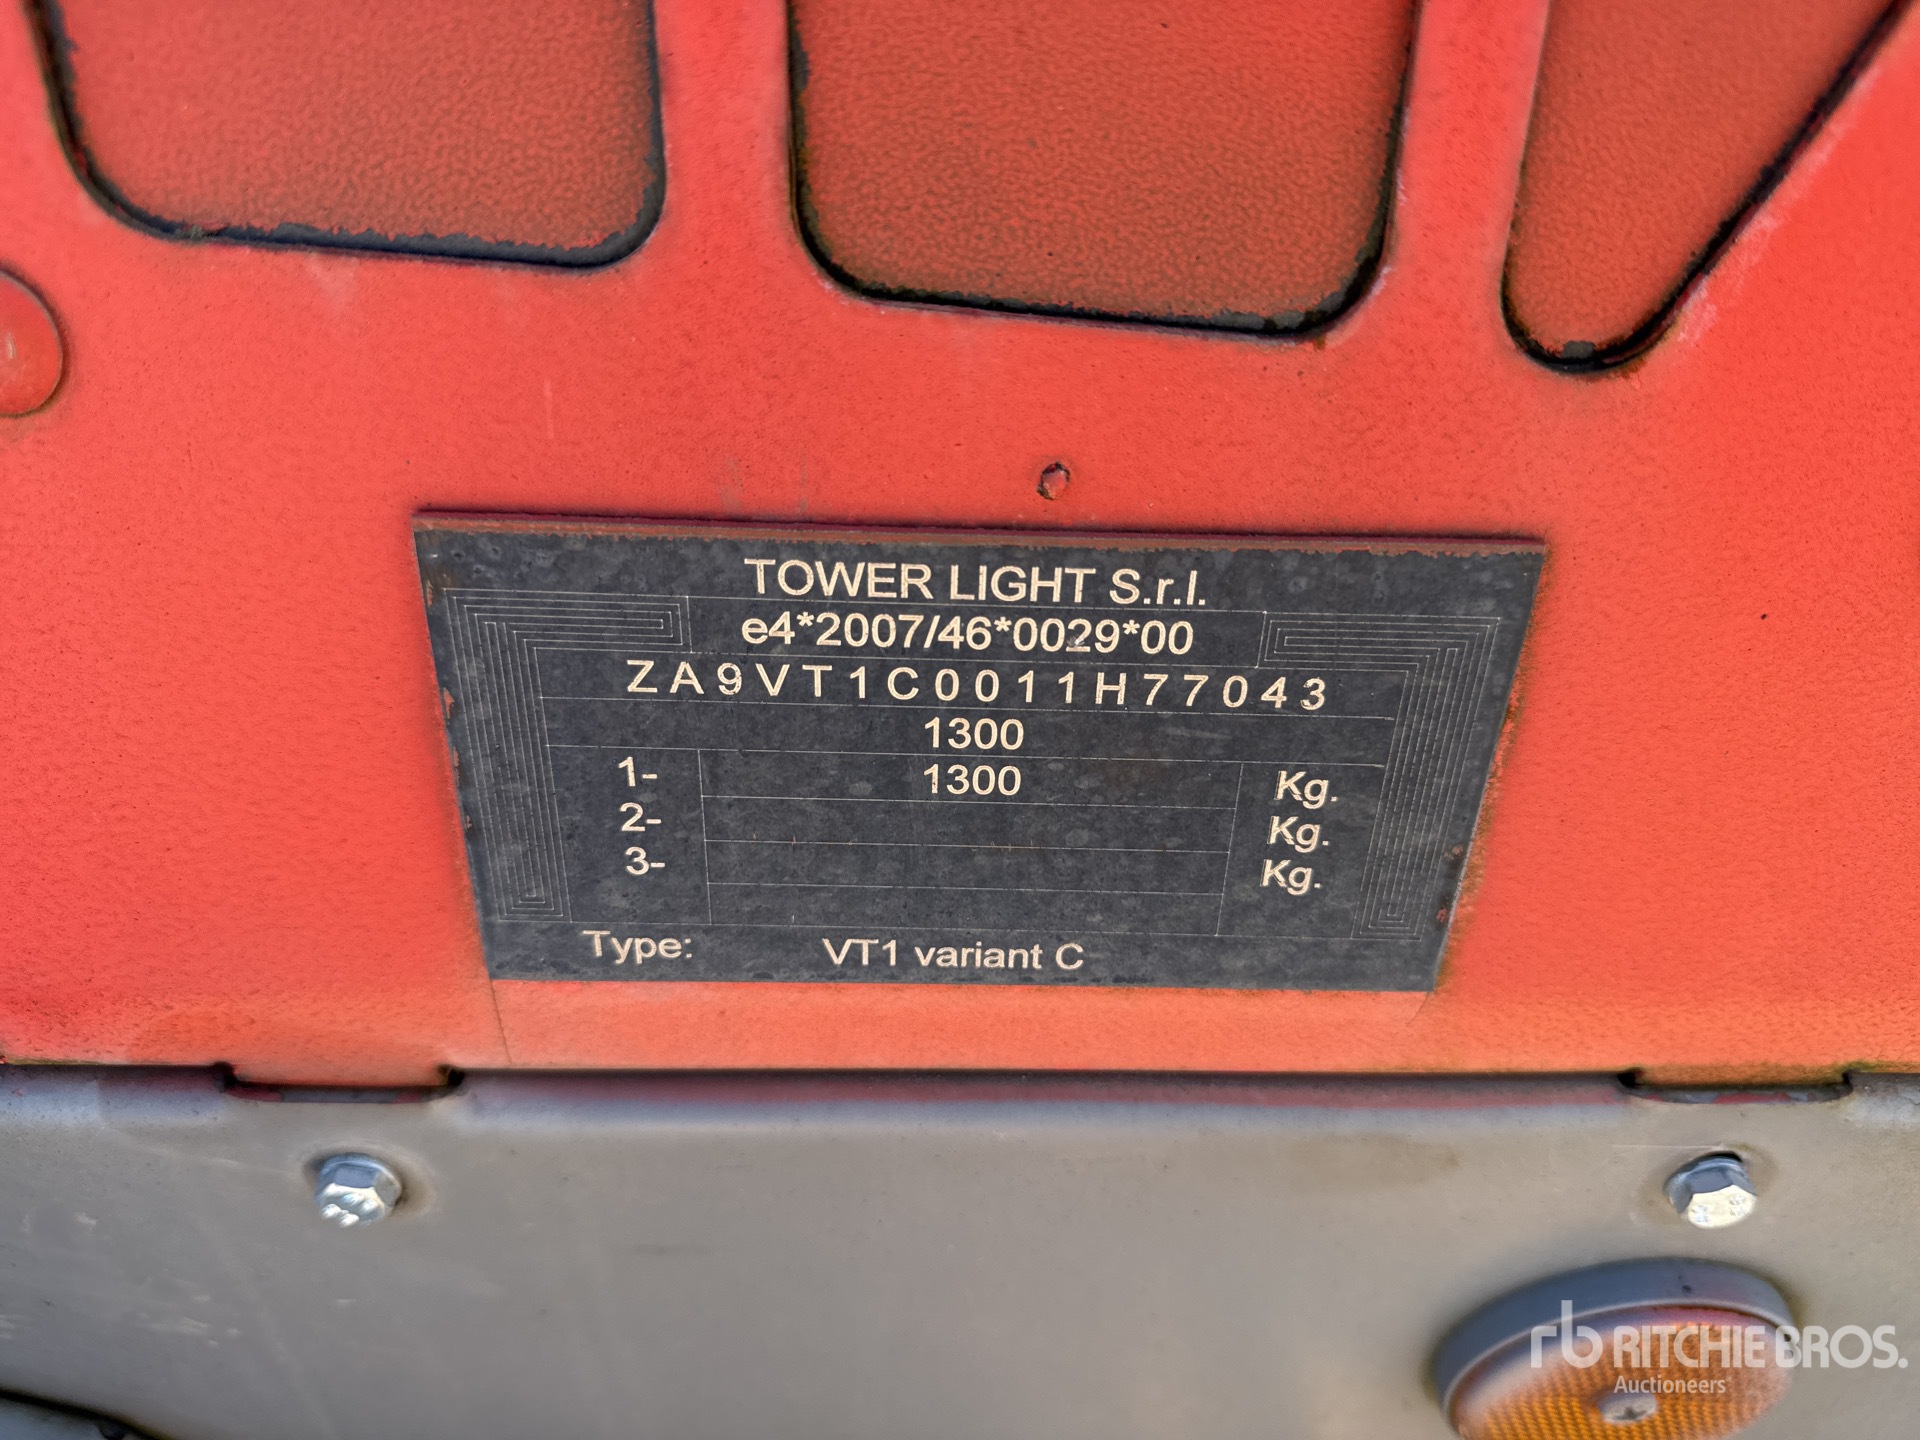 TOWER LIGHT S.r.l.
e4*2007/46*0029*00
ZA9VT1C0011H77043
1300
1- 1300 Kg.
2- Kg.
3- Kg.
Type: VT1 variant C
rb RITCHIE BROS.
Auctioneers